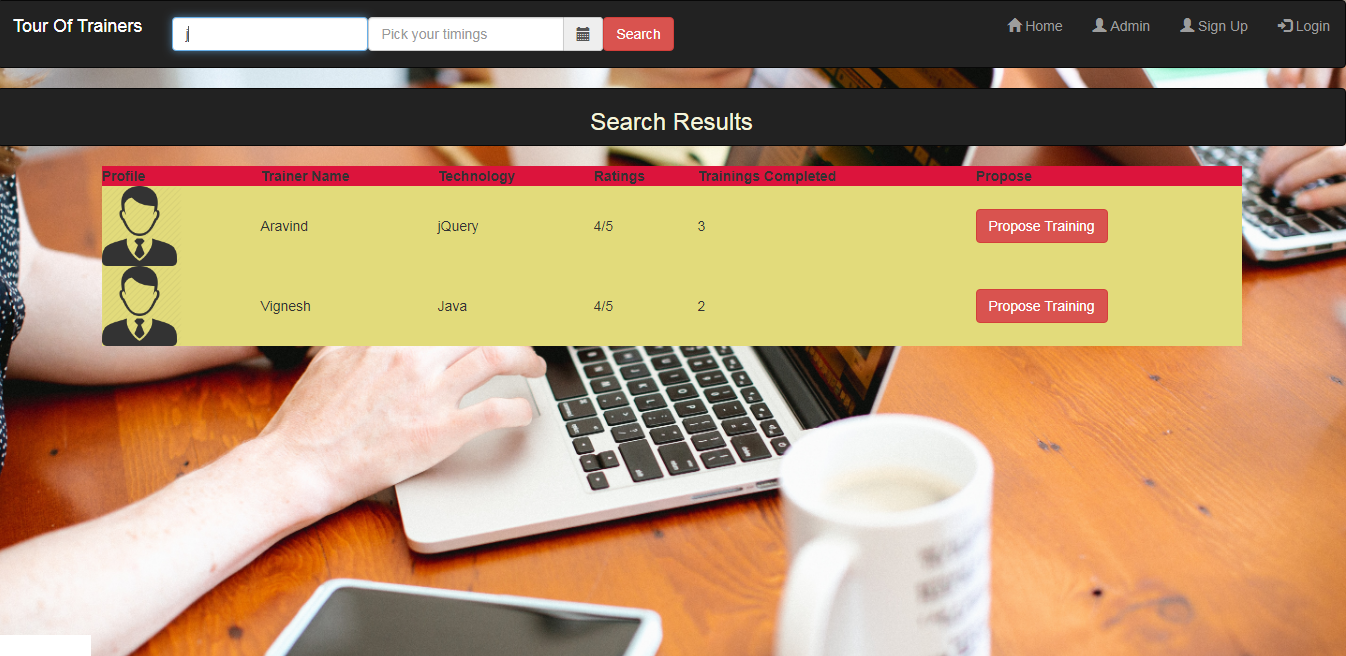 Tour Of Trainers j Pick your timings Search Home Admin Sign Up Login
Search Results
Profile Trainer Name Technology Ratings Trainings Completed Propose
Aravind jQuery 4/5 3 Propose Training
Vignesh Java 4/5 2 Propose Training